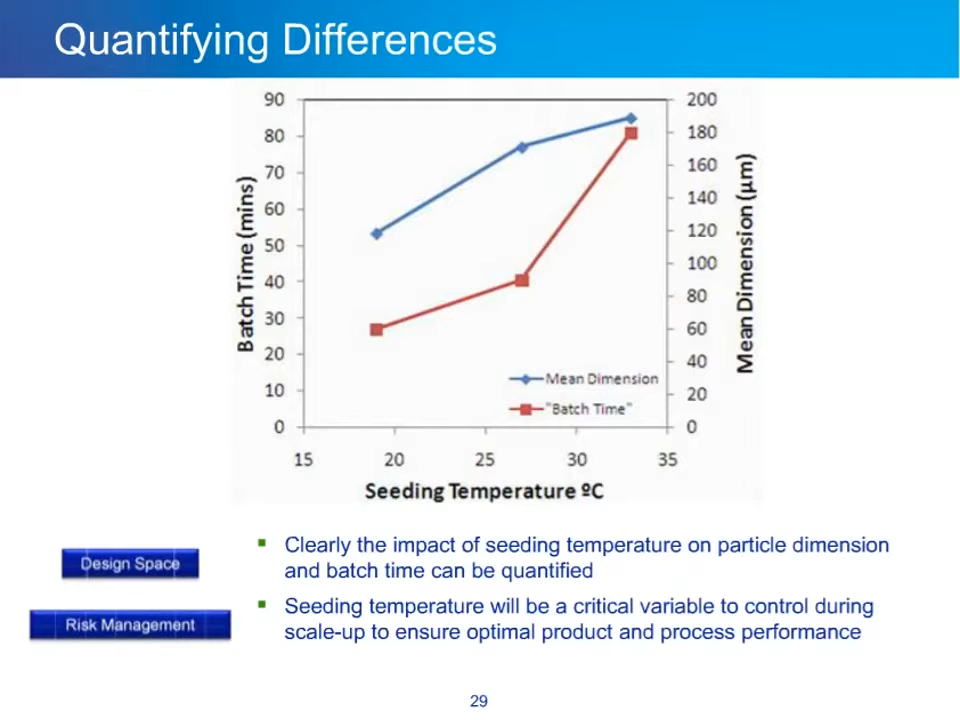 Quantifying Differences
90
80
70
60
50
40
30
20
10
0
Batch Time (mins)
200
180
160
140
120
100
80
60
40
20
0
Mean Dimension (µm)
Mean Dimension
"Batch Time"
15 20 25 30 35
Seeding Temperature ºC
Design Space
Risk Management
▪ Clearly the impact of seeding temperature on particle dimension
and batch time can be quantified
▪ Seeding temperature will be a critical variable to control during
scale-up to ensure optimal product and process performance
29